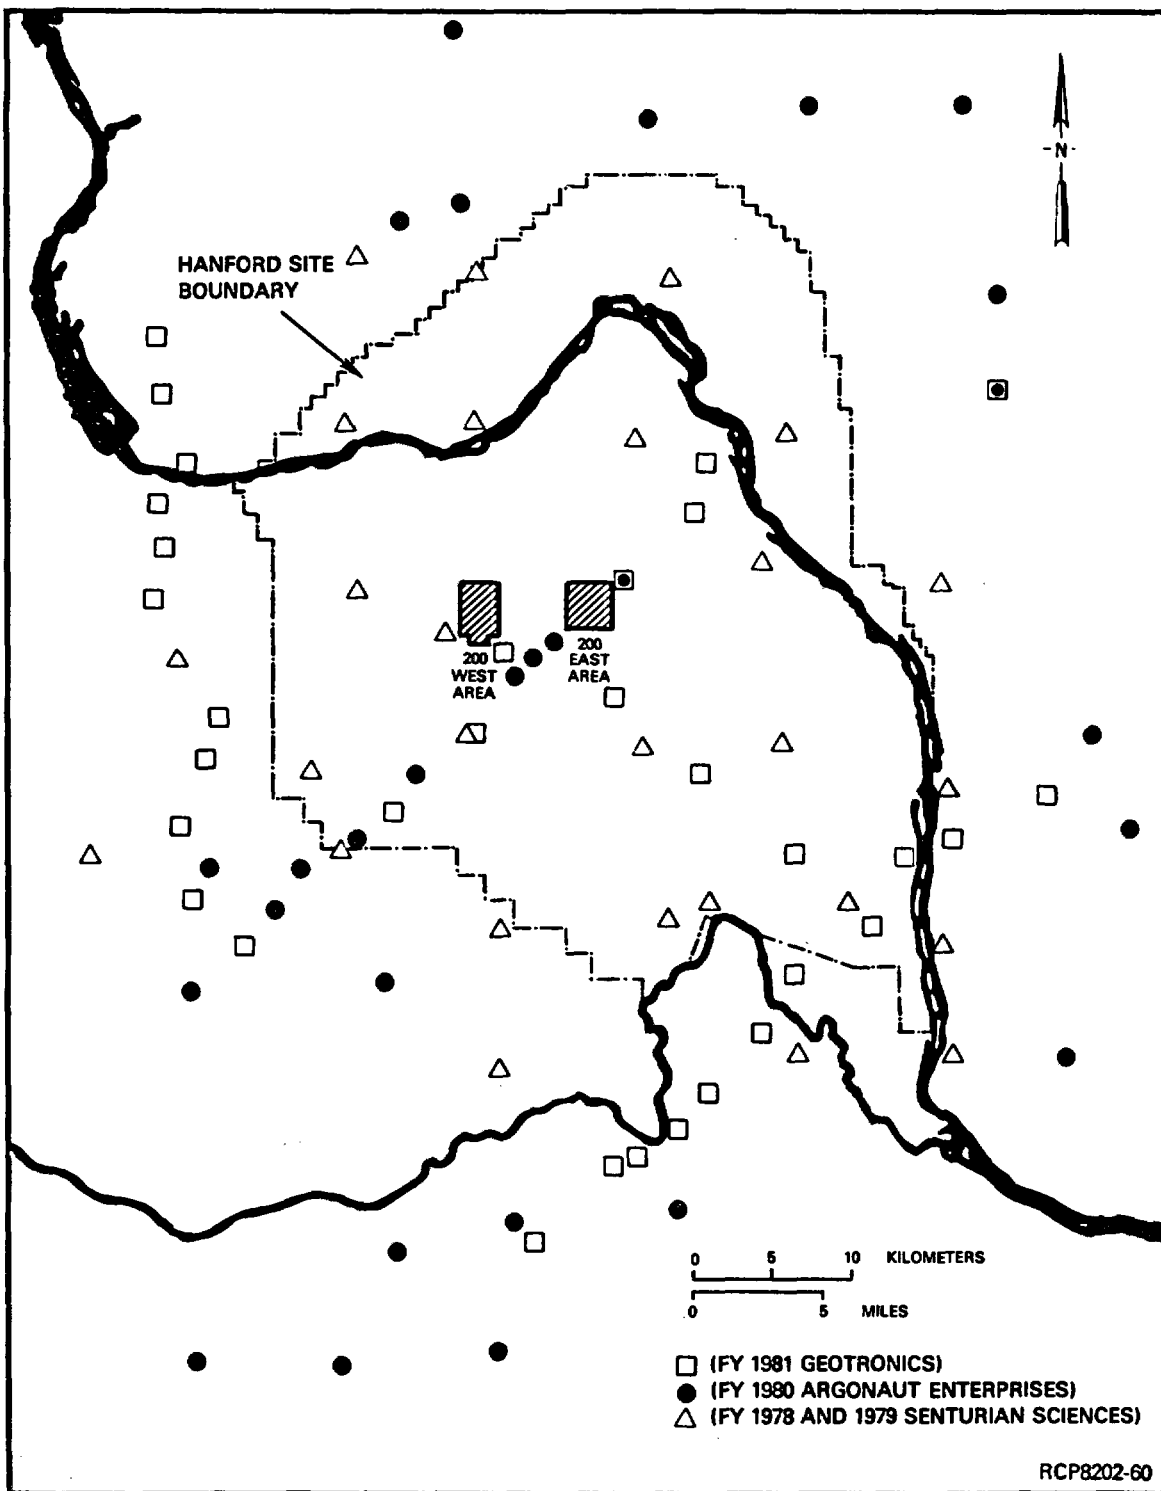 -N-
HANFORD SITE
BOUNDARY
200
WEST
AREA
200
EAST
AREA
0 5 10 KILOMETERS
0 5 MILES
(FY 1981 GEOTRONICS)
(FY 1980 ARGONAUT ENTERPRISES)
(FY 1978 AND 1979 SENTURIAN SCIENCES)
RCP8202-60